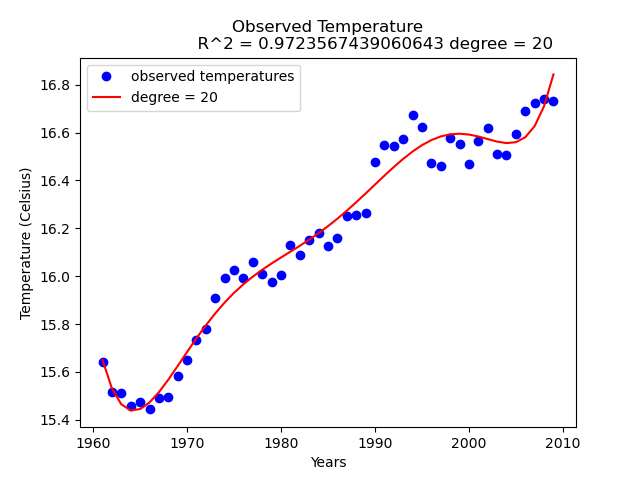 Observed Temperature
R^2 = 0.9723567439060643 degree = 20
observed temperatures
degree = 20
Temperature (Celsius)
16.8
16.6
16.4
16.2
16.0
15.8
15.6
15.4
1960 1970 1980 1990 2000 2010
Years